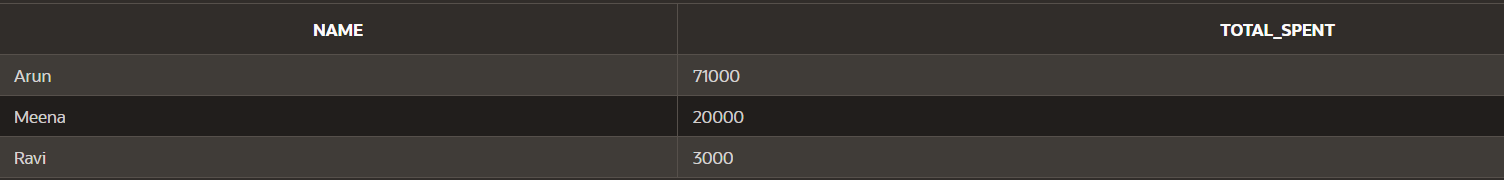 NAME TOTAL_SPENT
Arun 71000
Meena 20000
Ravi 3000